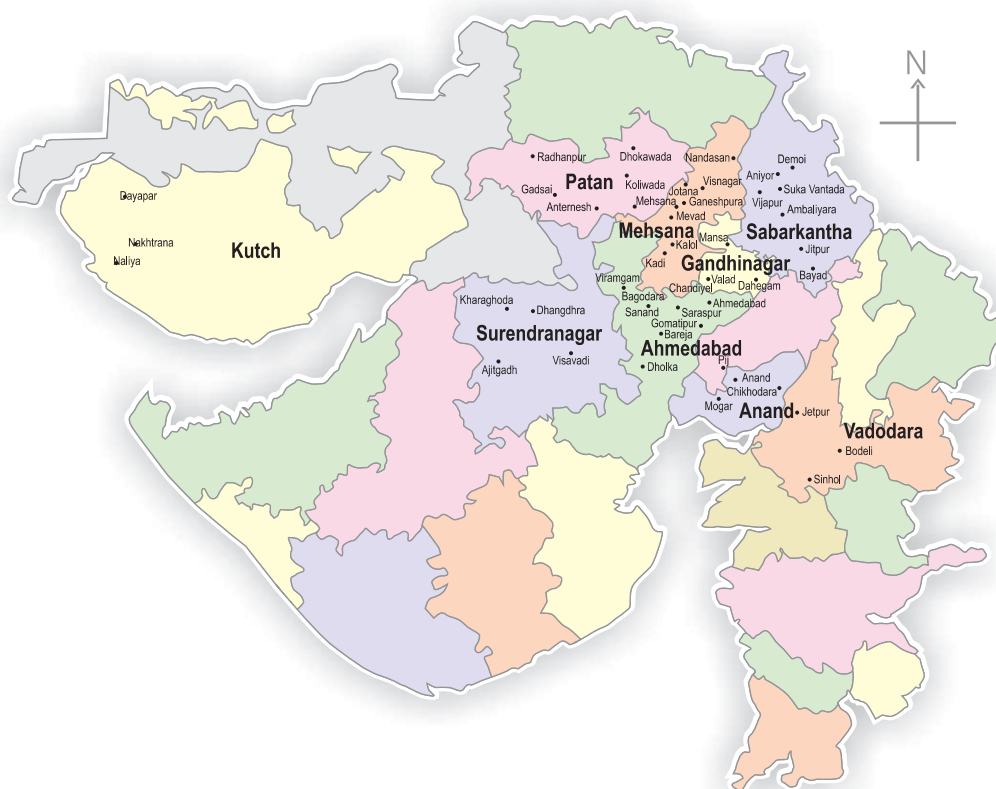 N
Dayapar
Nakhtrana
Naliya
Kutch
Radhanpur
Dhokawada
Gadsai
Patan
Koliwada
Anternesh
Nandasan
Visnagar
Jotana
Mehsana
Ganeshpura
Mevad
Mehsana
Kalol
Kadi
Mansa
Gandhinagar
Valad
Chandiyel
Dahegam
Demoi
Aniyor
Suka Vantada
Vijapur
Ambaliyara
Sabarkantha
Jitpur
Bayad
Kharaghoda
Dhangdhra
Surendranagar
Ajitgadh
Visavadi
Viramgam
Bagodara
Sanand
Ahmedabad
Saraspur
Gomatipur
Bareja
Ahmedabad
Dholka
Pij
Anand
Chikhodara
Mogar
Anand
Jetpur
Vadodara
Bodeli
Sinhol